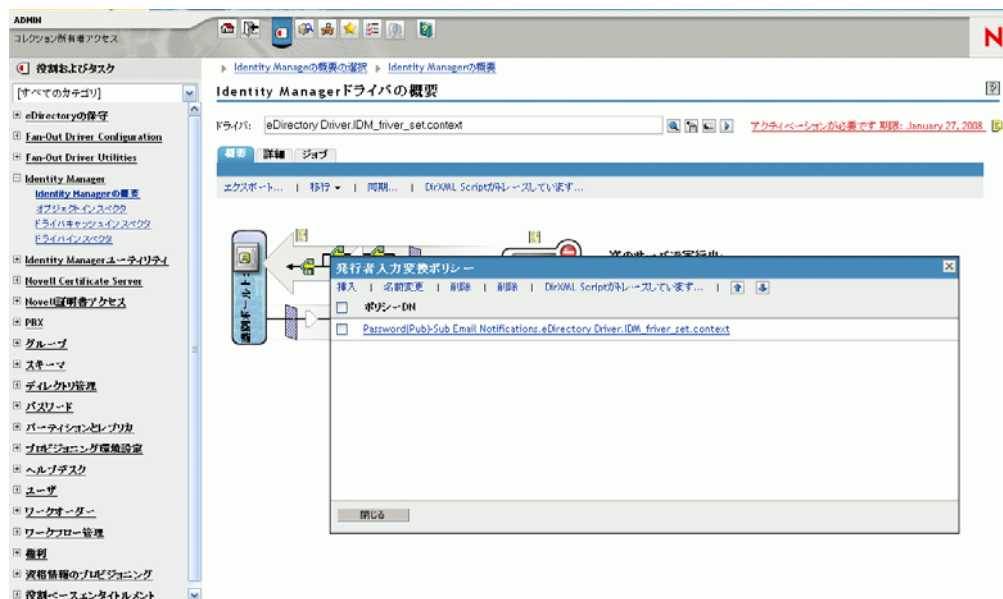 ADMIN
コレクション所有者アクセス
N
役割およびタスク
[すべてのカテゴリ]
eDirectoryの保守
Fan-Out Driver Configuration
Fan-Out Driver Utilities
Identity Manager
Identity Managerの概要
オブジェクトインスペクタ
ドライバキャッシュインスペクタ
ドライバインスペクタ
Identity Managerユーティリティ
Novell Certificate Server
Novell証明書アクセス
PBX
グループ
スキーマ
ディレクトリ管理
パスワード
パーティションとレプリカ
プロビジョニング環境設定
ヘルプデスク
ユーザ
ワークオーダー
ワークフロー管理
権利
資格情報のプロビジョニング
役割ベースエンタイトルメント
Identity Managerの概要の選択 Identity Managerの概要
Identity Managerドライバの概要
ドライバ: eDirectory Driver.IDM_friver_set.context
アクティベーションが必要です 期限: January 27, 2008.
概要 詳細 ジョブ
エクスポート... | 移行 | 同期... | DirXML Scriptがトレースしています...
発行者入力変換ポリシー
挿入 | 名前変更 | 削除 | 削除 | DirXML Scriptがトレースしています... |
ポリシーDN
Password(Pub)-Sub Email Notifications.eDirectory Driver.IDM_friver_set.context
閉じる